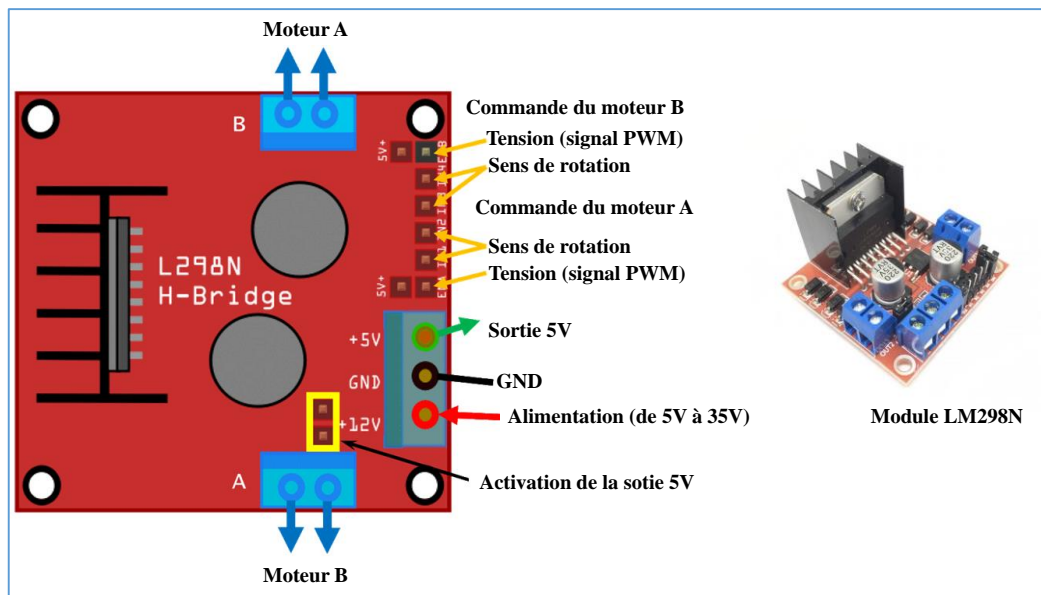 Moteur A
B
Commande du moteur B
Tension (signal PWM)
5V+
Sens de rotation
Commande du moteur A
Sens de rotation
Tension (signal PWM)
5V+
ENA
L298N
H-Bridge
+5V
Sortie 5V
GND
GND
+12V
Alimentation (de 5V à 35V)
Module LM298N
A
Activation de la sotie 5V
Moteur B